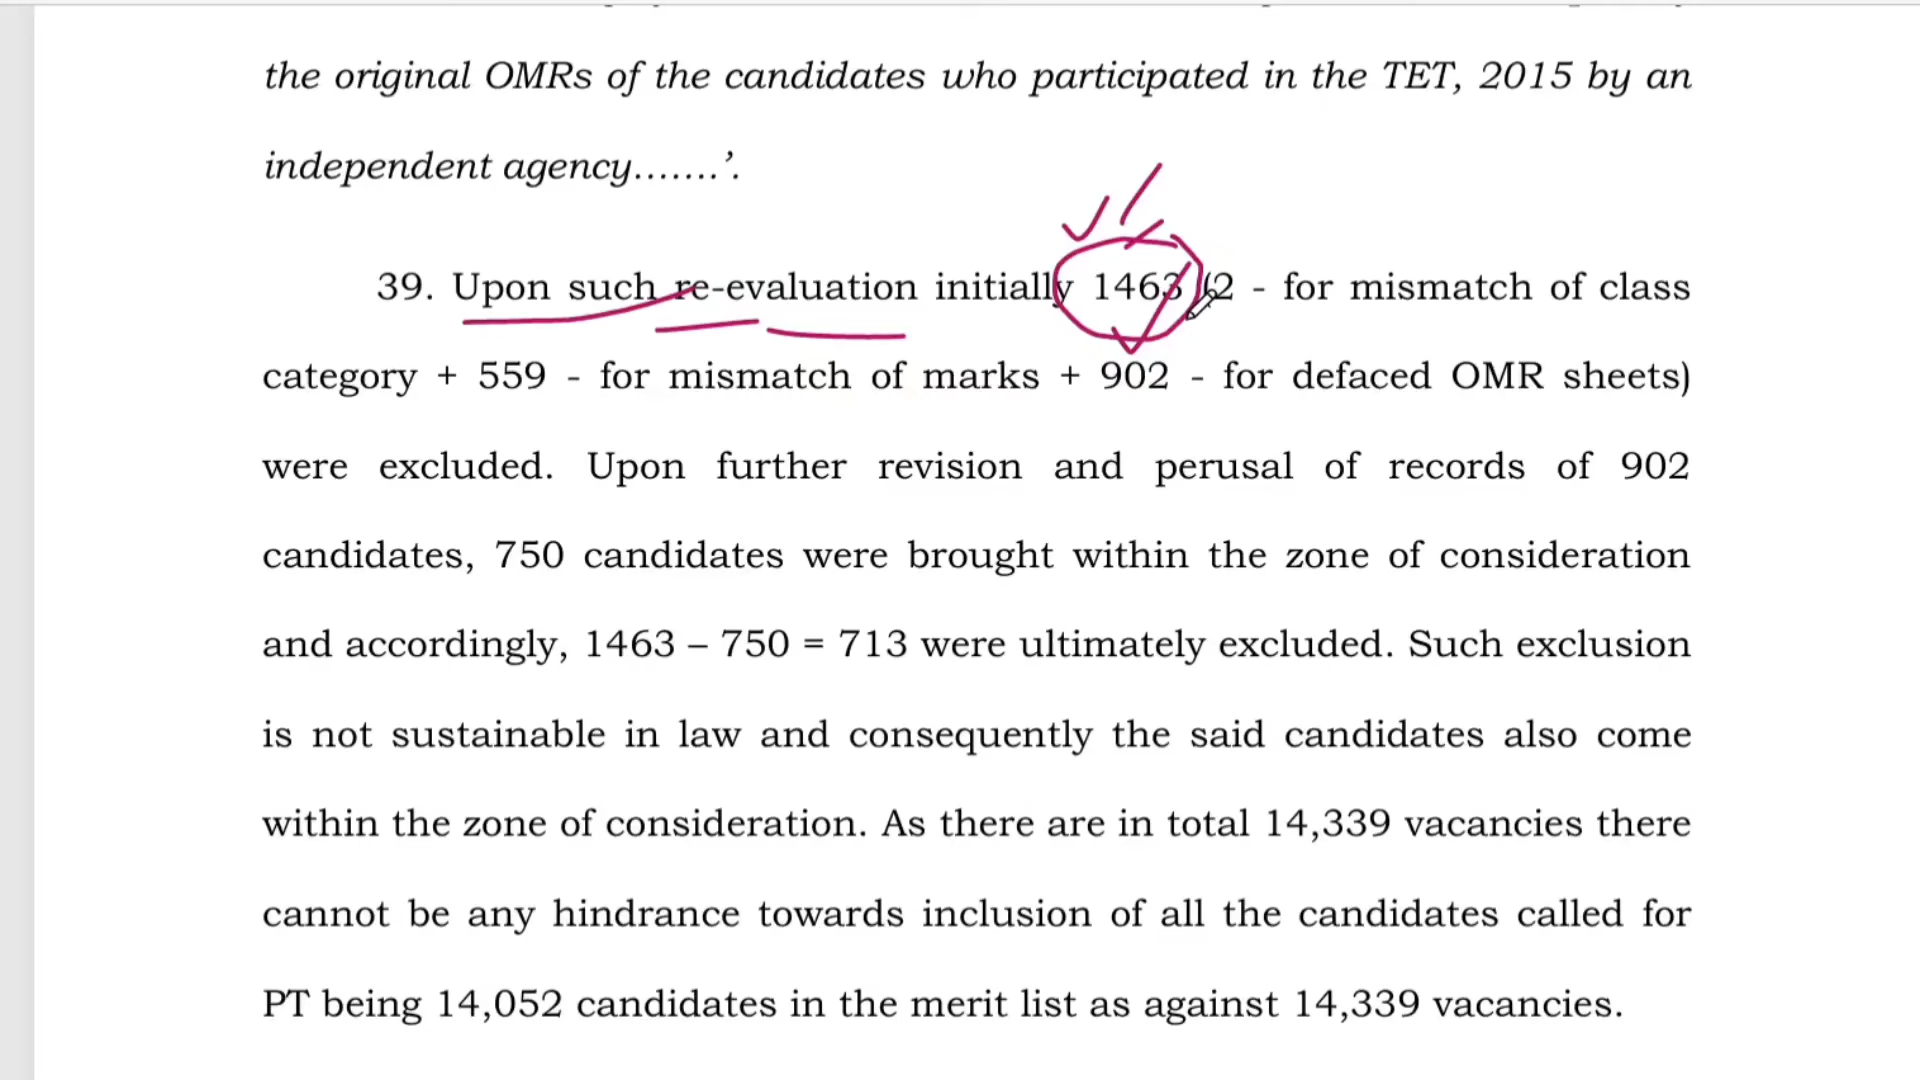 the original OMRs of the candidates who participated in the TET, 2015 by an
independent agency.......’.
39. Upon such re-evaluation initially 1463 (2 - for mismatch of class
category + 559 - for mismatch of marks + 902 - for defaced OMR sheets)
were excluded. Upon further revision and perusal of records of 902
candidates, 750 candidates were brought within the zone of consideration
and accordingly, 1463 – 750 = 713 were ultimately excluded. Such exclusion
is not sustainable in law and consequently the said candidates also come
within the zone of consideration. As there are in total 14,339 vacancies there
cannot be any hindrance towards inclusion of all the candidates called for
PT being 14,052 candidates in the merit list as against 14,339 vacancies.